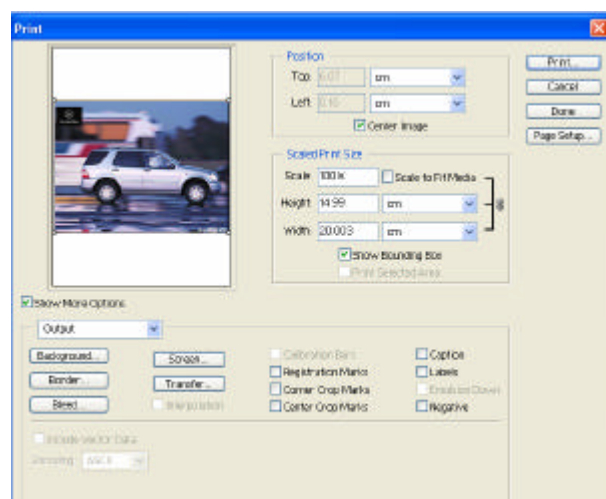 Print
Position
Top: 6.07 cm
Left: 0.16 cm
Center Image
Scaled Print Size
Scale: 100% Scale to Fit Media
Height: 14.99 cm
Width: 20.003 cm
Show Bounding Box
Print Selected Area
Print...
Cancel
Done
Page Setup...
Show More Options
Output
Background...
Border...
Bleed...
Screen...
Transfer...
Interpolation
Calibration Bars
Registration Marks
Corner Crop Marks
Center Crop Marks
Caption
Labels
Emulsion Down
Negative
Include Vector Data
Encoding: ASCII